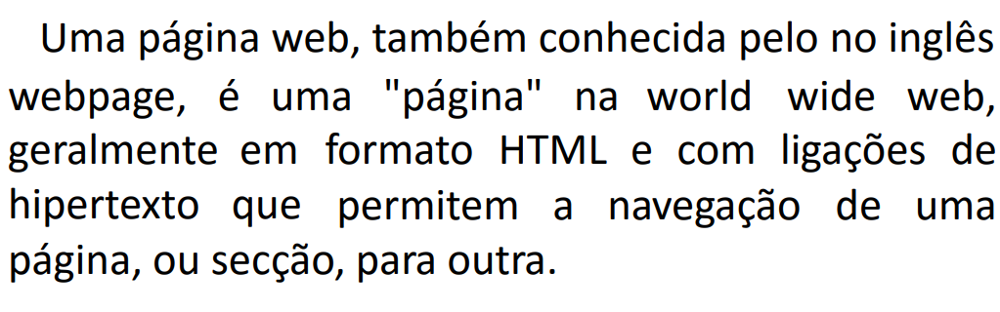 Uma página web, também conhecida pelo no inglês
webpage, é uma "página" na world wide web,
geralmente em formato HTML e com ligações de
hipertexto que permitem a navegação de uma
página, ou secção, para outra.